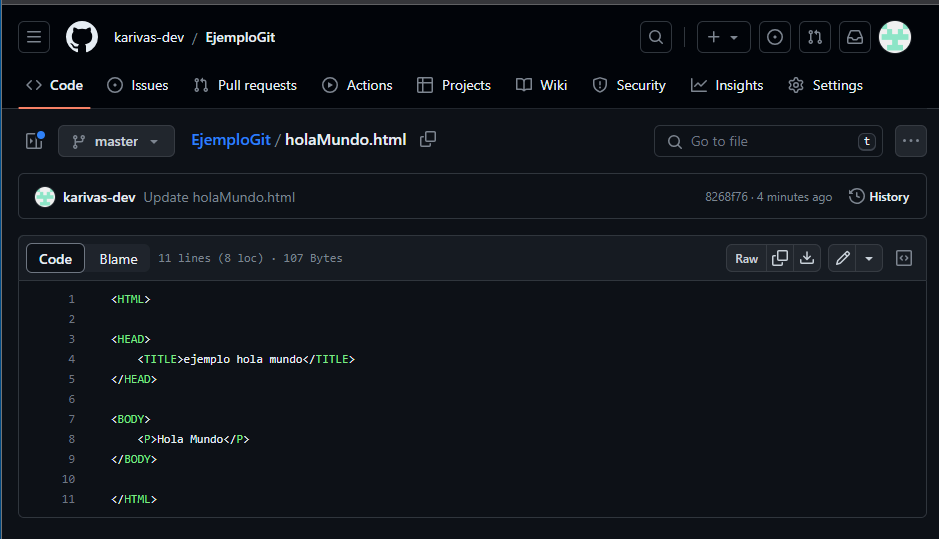 karivas-dev / EjemploGit
Code Issues Pull requests Actions Projects Wiki Security Insights Settings
master EjemploGit / holaMundo.html Go to file t
karivas-dev Update holaMundo.html 8268f76 · 4 minutes ago History
Code Blame 11 lines (8 loc) · 107 Bytes Raw
1 <HTML>
2
3 <HEAD>
4 <TITLE>ejemplo hola mundo</TITLE>
5 </HEAD>
6
7 <BODY>
8 <P>Hola Mundo</P>
9 </BODY>
10
11 </HTML>